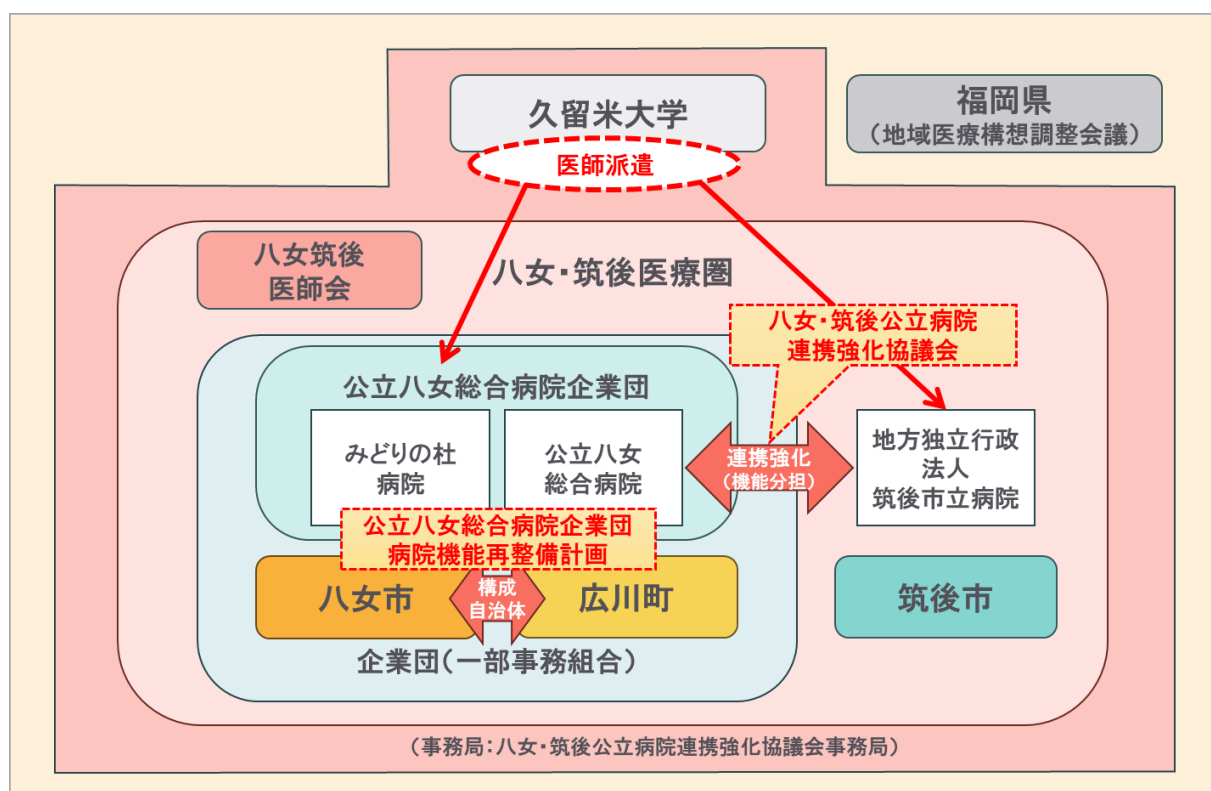 久留米大学
医師派遣
福岡県
（地域医療構想調整会議）
八女筑後
医師会
八女・筑後医療圏
八女・筑後公立病院
連携強化協議会
公立八女総合病院企業団
みどりの杜
病院
公立八女
総合病院
連携強化
（機能分担）
地方独立行政
法人
筑後市立病院
公立八女総合病院企業団
病院機能再整備計画
八女市
構成
自治体
広川町
筑後市
企業団（一部事務組合）
（事務局：八女・筑後公立病院連携強化協議会事務局）